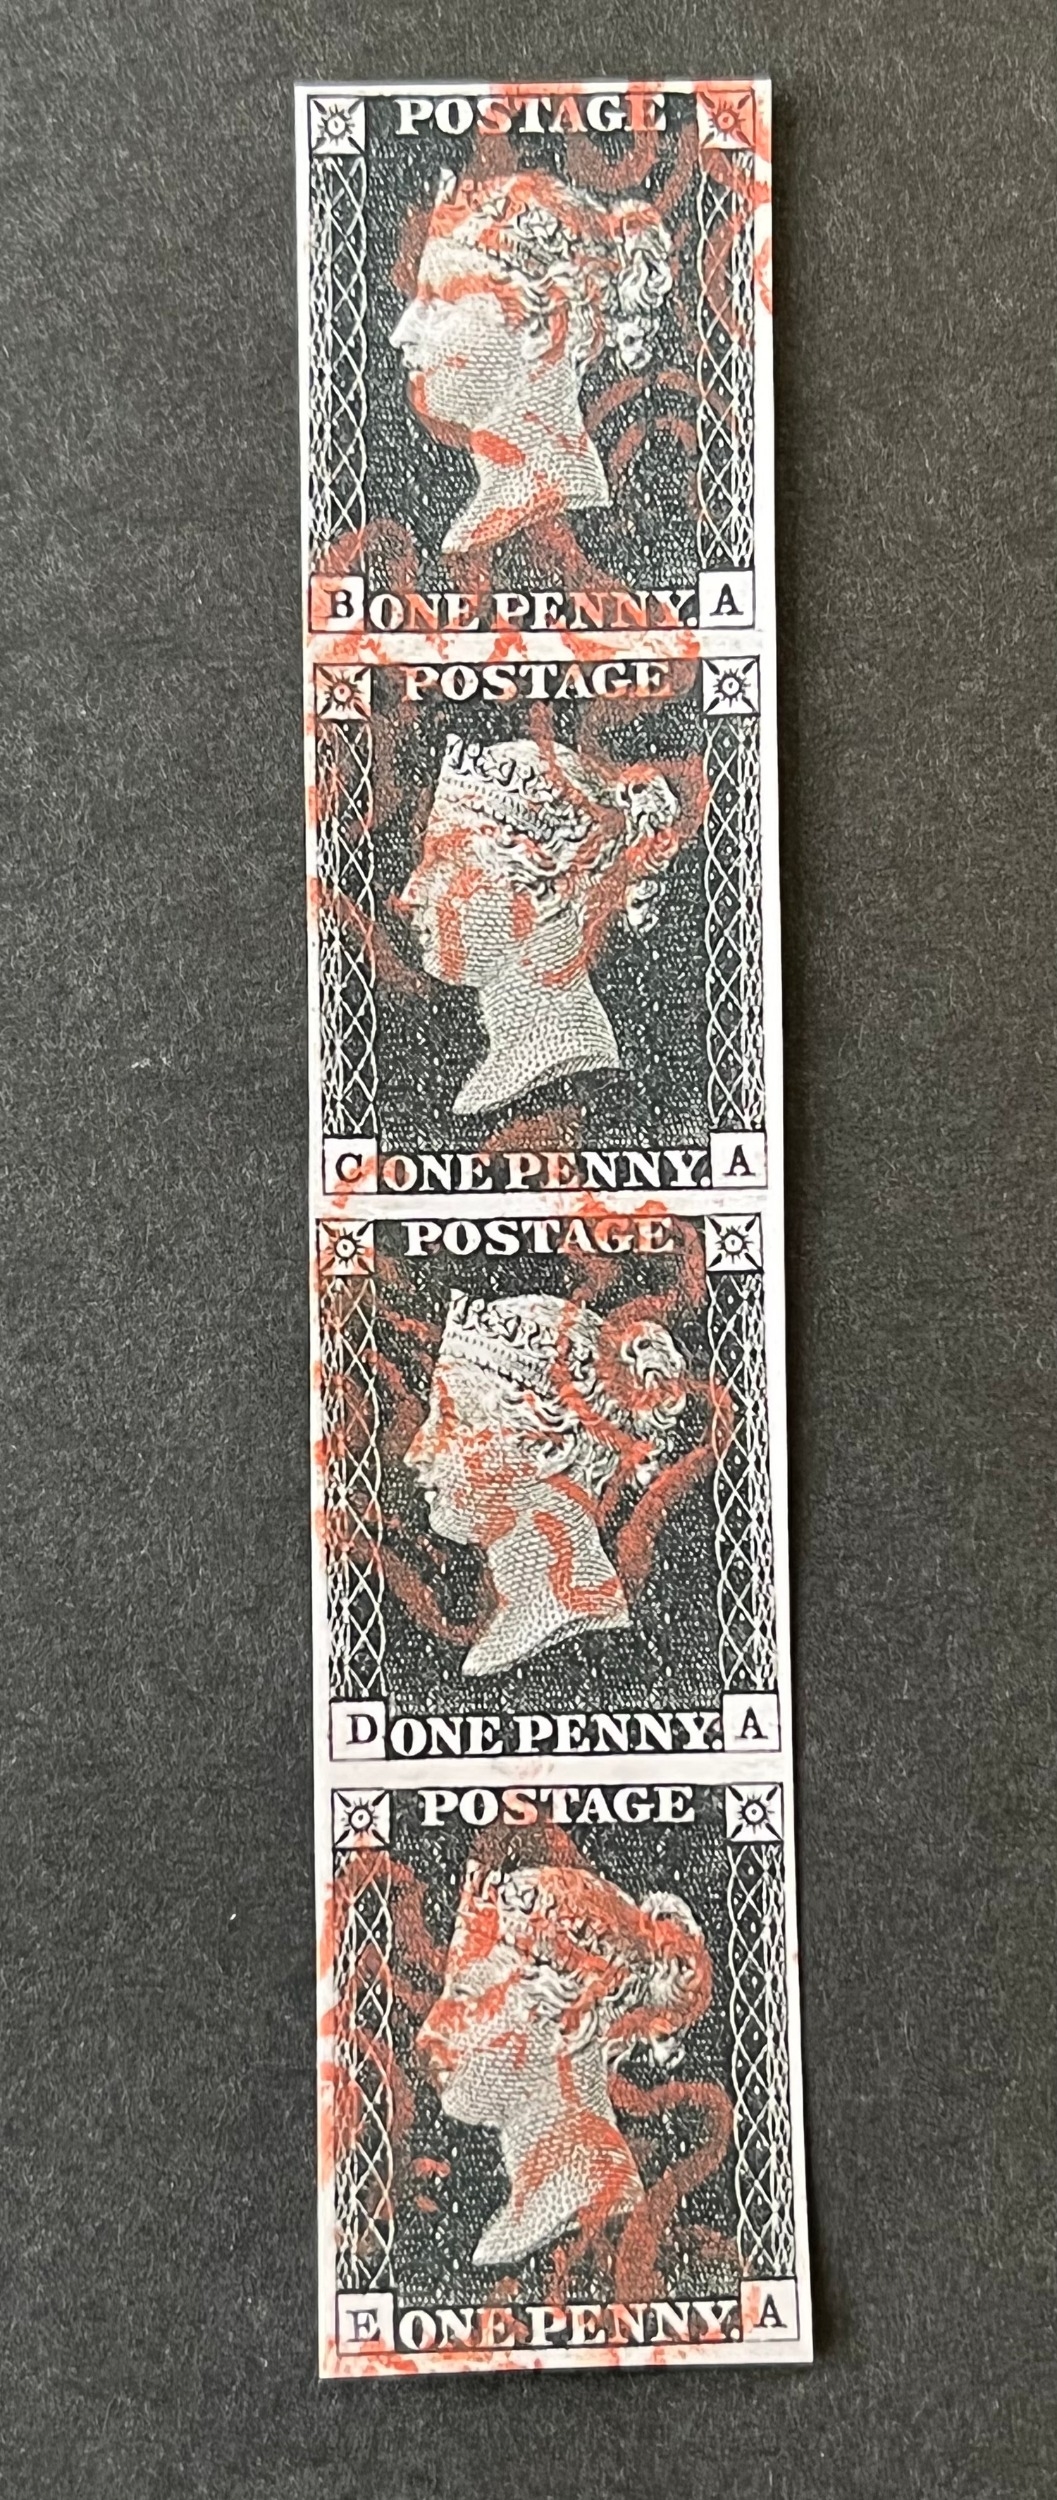 POSTAGE
B ONE PENNY. A
POSTAGE
C ONE PENNY. A
POSTAGE
D ONE PENNY. A
POSTAGE
E ONE PENNY. A